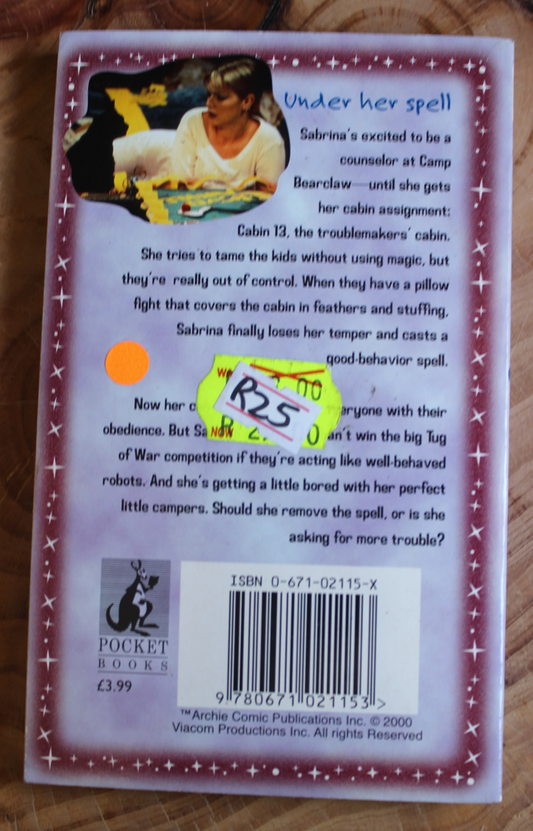 Under her spell
Sabrina's excited to be a
counselor at Camp
Bearclaw—until she gets
her cabin assignment:
Cabin 13, the troublemakers' cabin.
She tries to tame the kids without using magic, but
they're really out of control. When they have a pillow
fight that covers the cabin in feathers and stuffing,
Sabrina finally loses her temper and casts a
good-behavior spell.
00
R25
NOW
Now her c eryone with their
obedience. But Sa an't win the big Tug
of War competition if they're acting like well-behaved
robots. And she's getting a little bored with her perfect
little campers. Should she remove the spell, or is she
asking for more trouble?
ISBN 0-671-02115-X
9 780671 021153 >
POCKET
BOOKS
£3.99
™Archie Comic Publications Inc. © 2000
Viacom Productions Inc. All rights Reserved